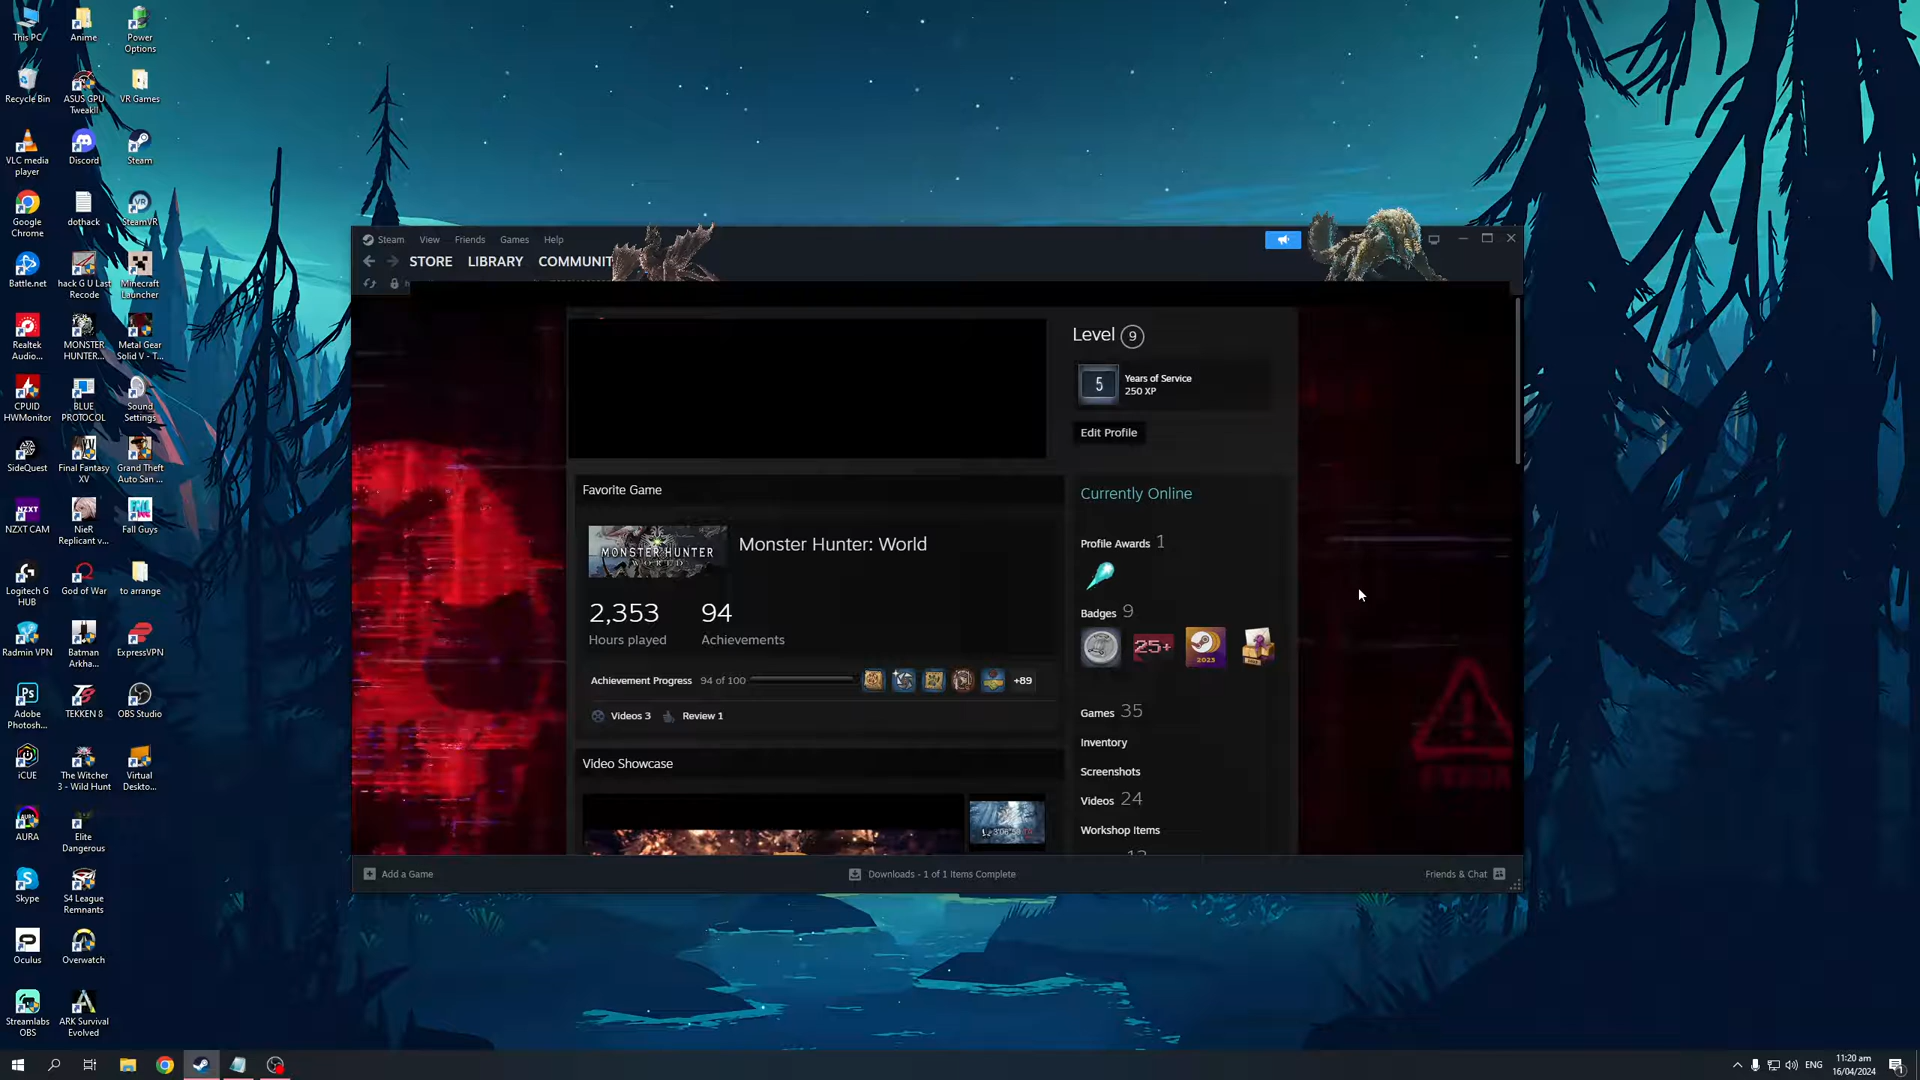 This PC
Anime
Power
Options
Recycle Bin
ASUS GPU
TweakII
VR Games
VLC media
player
Discord
Steam
Google
Chrome
dothack
SteamVR
Battle.net
hack G U Last
Recode
Minecraft
Launcher
Realtek
Audio...
MONSTER
HUNTER...
Metal Gear
Solid V - T...
CPUID
HWMonitor
BLUE
PROTOCOL
Sound
Settings
SideQuest
Final Fantasy
XV
Grand Theft
Auto San ...
NZXT CAM
NieR
Replicant v...
Fall Guys
Logitech G
HUB
God of War
to arrange
Radmin VPN
Batman
Arkha...
ExpressVPN
Adobe
Photosh...
TEKKEN 8
OBS Studio
iCUE
The Witcher
3 - Wild Hunt
Virtual
Deskto...
AURA
Elite
Dangerous
Skype
S4 League
Remnants
Oculus
Overwatch
Streamlabs
OBS
ARK Survival
Evolved
Steam View Friends Games Help
STORE LIBRARY COMMUNIT
Level 9
5
Years of Service
250 XP
Edit Profile
Favorite Game
MONSTER HUNTER
WORLD
Monster Hunter: World
2,353 94
Hours played Achievements
Achievement Progress 94 of 100 +89
Videos 3 Review 1
Video Showcase
Currently Online
Profile Awards 1
Badges 9
25+
2023
Games 35
Inventory
Screenshots
Videos 24
Workshop Items
Add a Game
Downloads - 1 of 1 Items Complete
Friends & Chat
ENG
11:20 am
16/04/2024